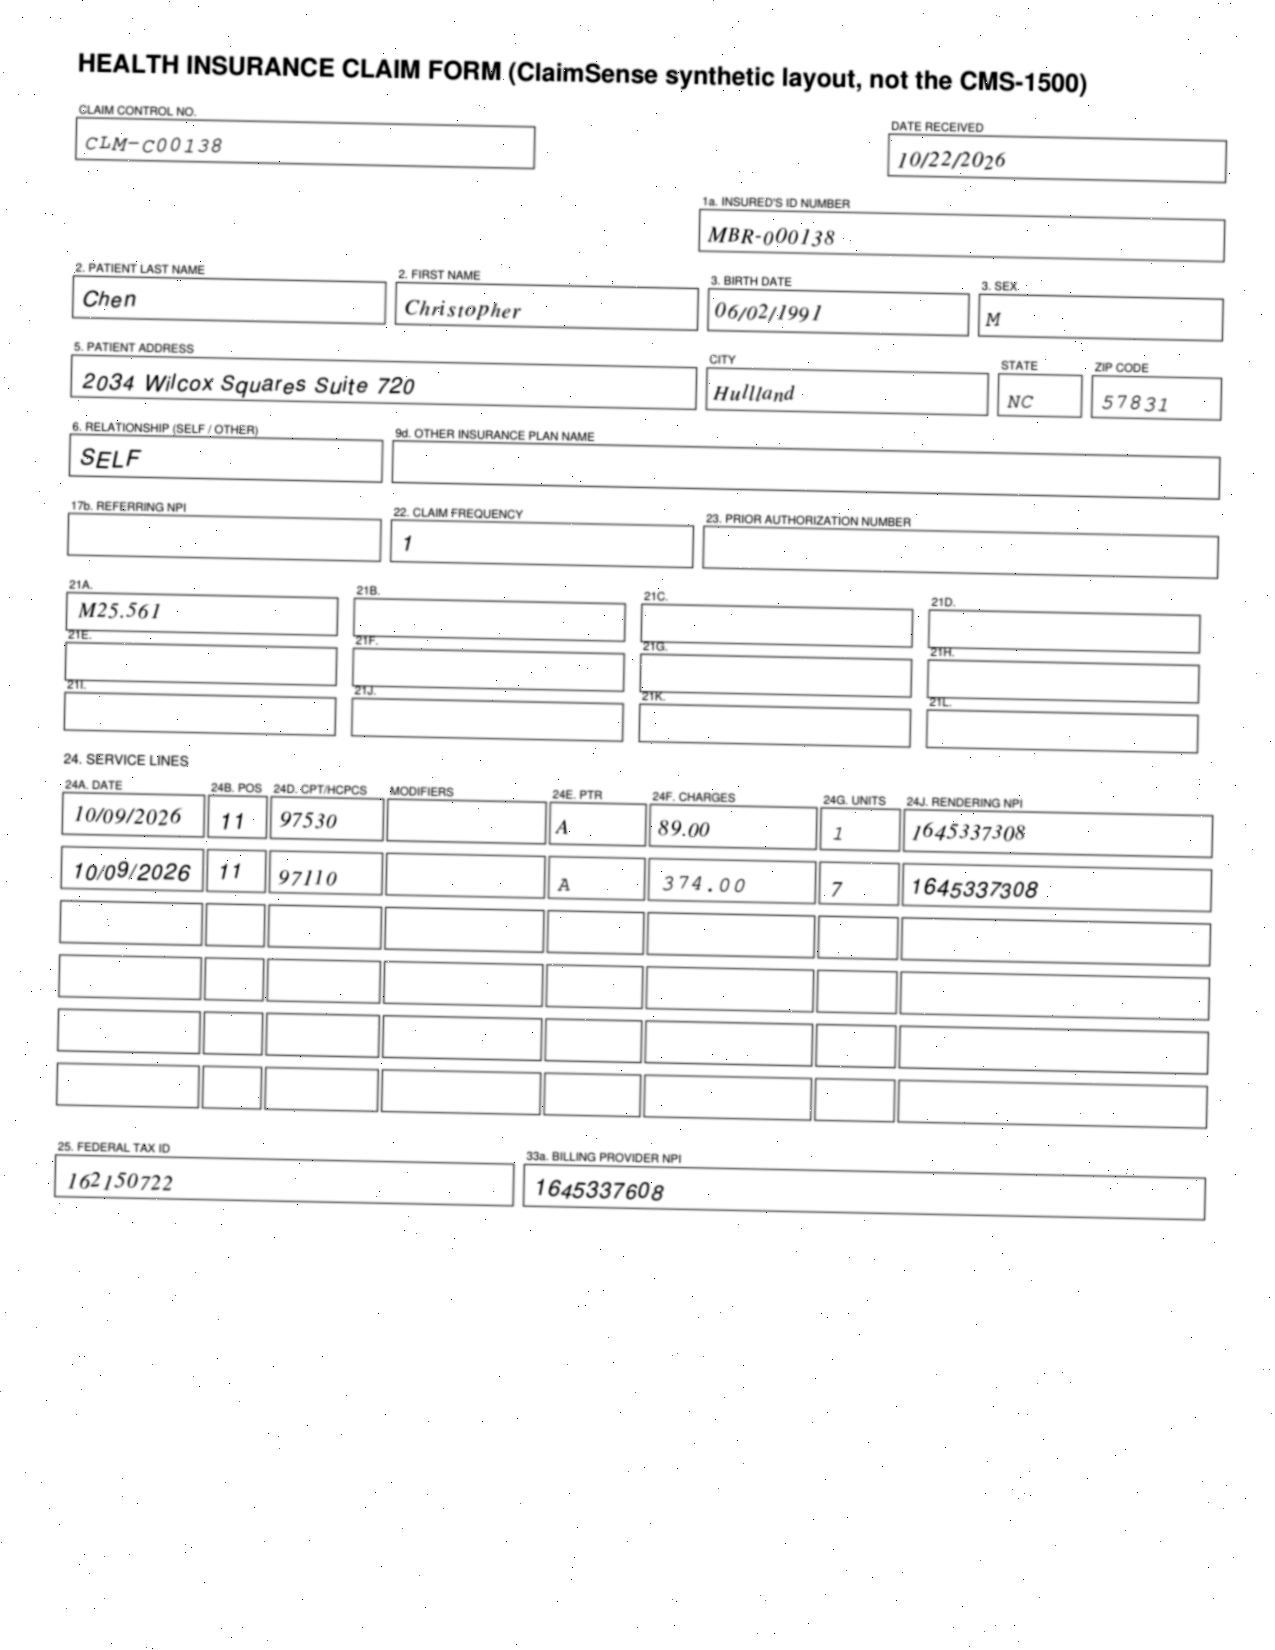 HEALTH INSURANCE CLAIM FORM (ClaimSense synthetic layout, not the CMS-1500)
CLAIM CONTROL NO.
DATE RECEIVED
CLM-C00138
10/22/2026
1a. INSURED'S ID NUMBER
MBR-000138
2. PATIENT LAST NAME 2. FIRST NAME 3. BIRTH DATE 3. SEX
Chen Christopher 06/02/1991 M
5. PATIENT ADDRESS CITY STATE ZIP CODE
2034 Wilcox Squares Suite 720 Hullland NC 57831
6. RELATIONSHIP (SELF / OTHER) 9d. OTHER INSURANCE PLAN NAME
SELF
17b. REFERRING NPI 22. CLAIM FREQUENCY 23. PRIOR AUTHORIZATION NUMBER
1
21A. 21B. 21C. 21D.
M25.561
21E. 21F. 21G. 21H.
21I. 21J. 21K. 21L.
24. SERVICE LINES
24A. DATE 24B. POS 24D. CPT/HCPCS MODIFIERS 24E. PTR 24F. CHARGES 24G. UNITS 24J. RENDERING NPI
10/09/2026 11 97530 A 89.00 1 1645337308
10/09/2026 11 97110 A 374.00 7 1645337308
25. FEDERAL TAX ID 33a. BILLING PROVIDER NPI
162150722 1645337608